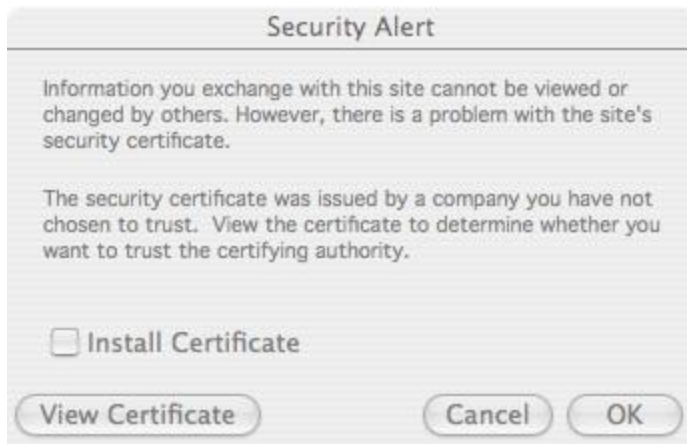 Security Alert
Information you exchange with this site cannot be viewed or
changed by others. However, there is a problem with the site's
security certificate.
The security certificate was issued by a company you have not
chosen to trust. View the certificate to determine whether you
want to trust the certifying authority.
Install Certificate
View Certificate
Cancel
OK